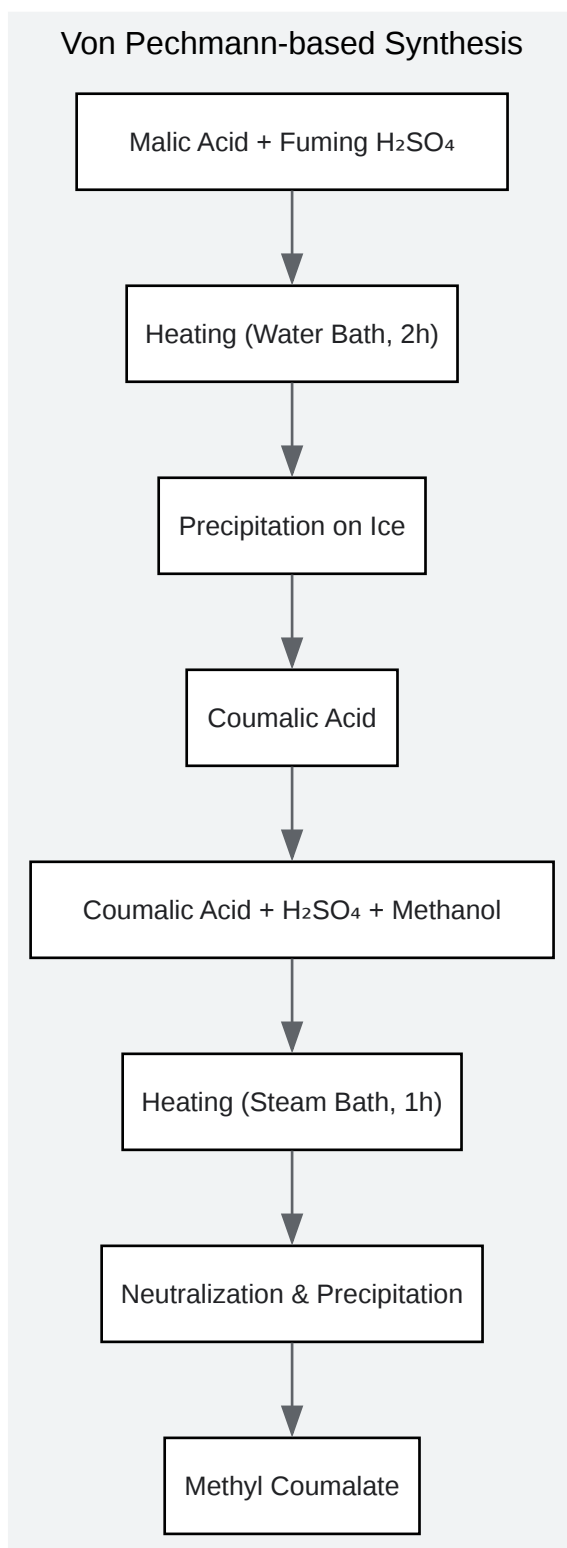 Von Pechmann-based Synthesis
Malic Acid + Fuming H₂SO₄
Heating (Water Bath, 2h)
Precipitation on Ice
Coumalic Acid
Coumalic Acid + H₂SO₄ + Methanol
Heating (Steam Bath, 1h)
Neutralization & Precipitation
Methyl Coumalate